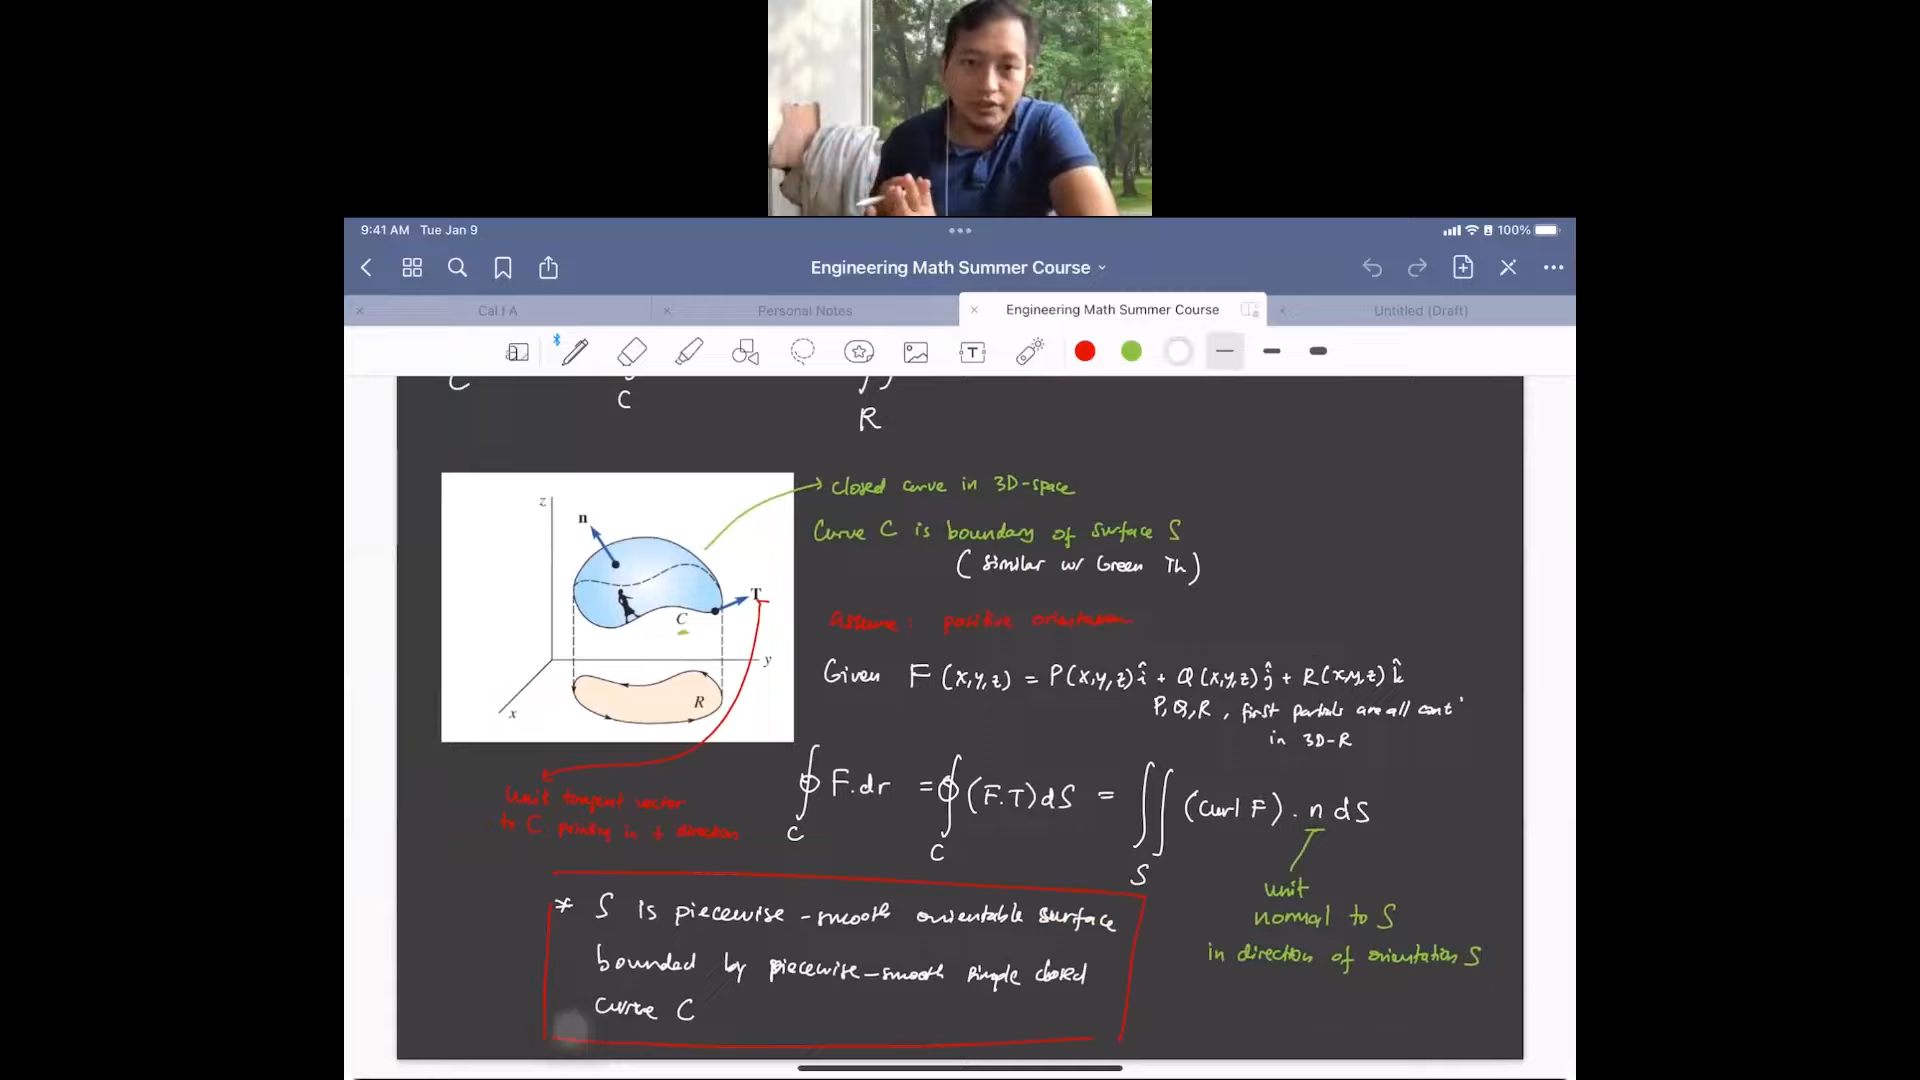 9:41 AM Tue Jan 9
100%
Engineering Math Summer Course
Cal I A
Personal Notes
Engineering Math Summer Course
Untitled (Draft)
C
C
R
z
n
T
C
y
R
x
closed curve in 3D-space
Curve C is boundary of surface S
(Similar w/ Green Th)
Assume: positive orientation
Given F(x,y,z) = P(x,y,z)î + Q(x,y,z)ĵ + R(x,y,z)k̂
P,Q,R, first partials are all cont'
in 3D-R
∮_C F.dr = ∮_C (F.T)dS = ∬_S (curl F). n dS
Unit tangent vector
to C pointing in + direction
unit
normal to S
in direction of orientation S
* S is piecewise-smooth orientable surface
bounded by piecewise-smooth simple closed
curve C